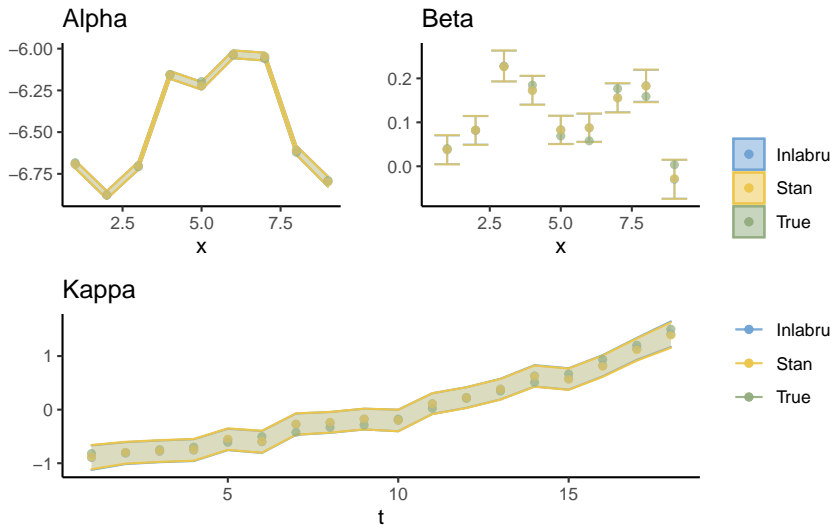 Alpha
−6.00
−6.25
−6.50
−6.75
2.5 5.0 7.5
x
Beta
0.2
0.1
0.0
2.5 5.0 7.5
x
Inlabru
Stan
True
Kappa
1
0
−1
5 10 15
t
Inlabru
Stan
True